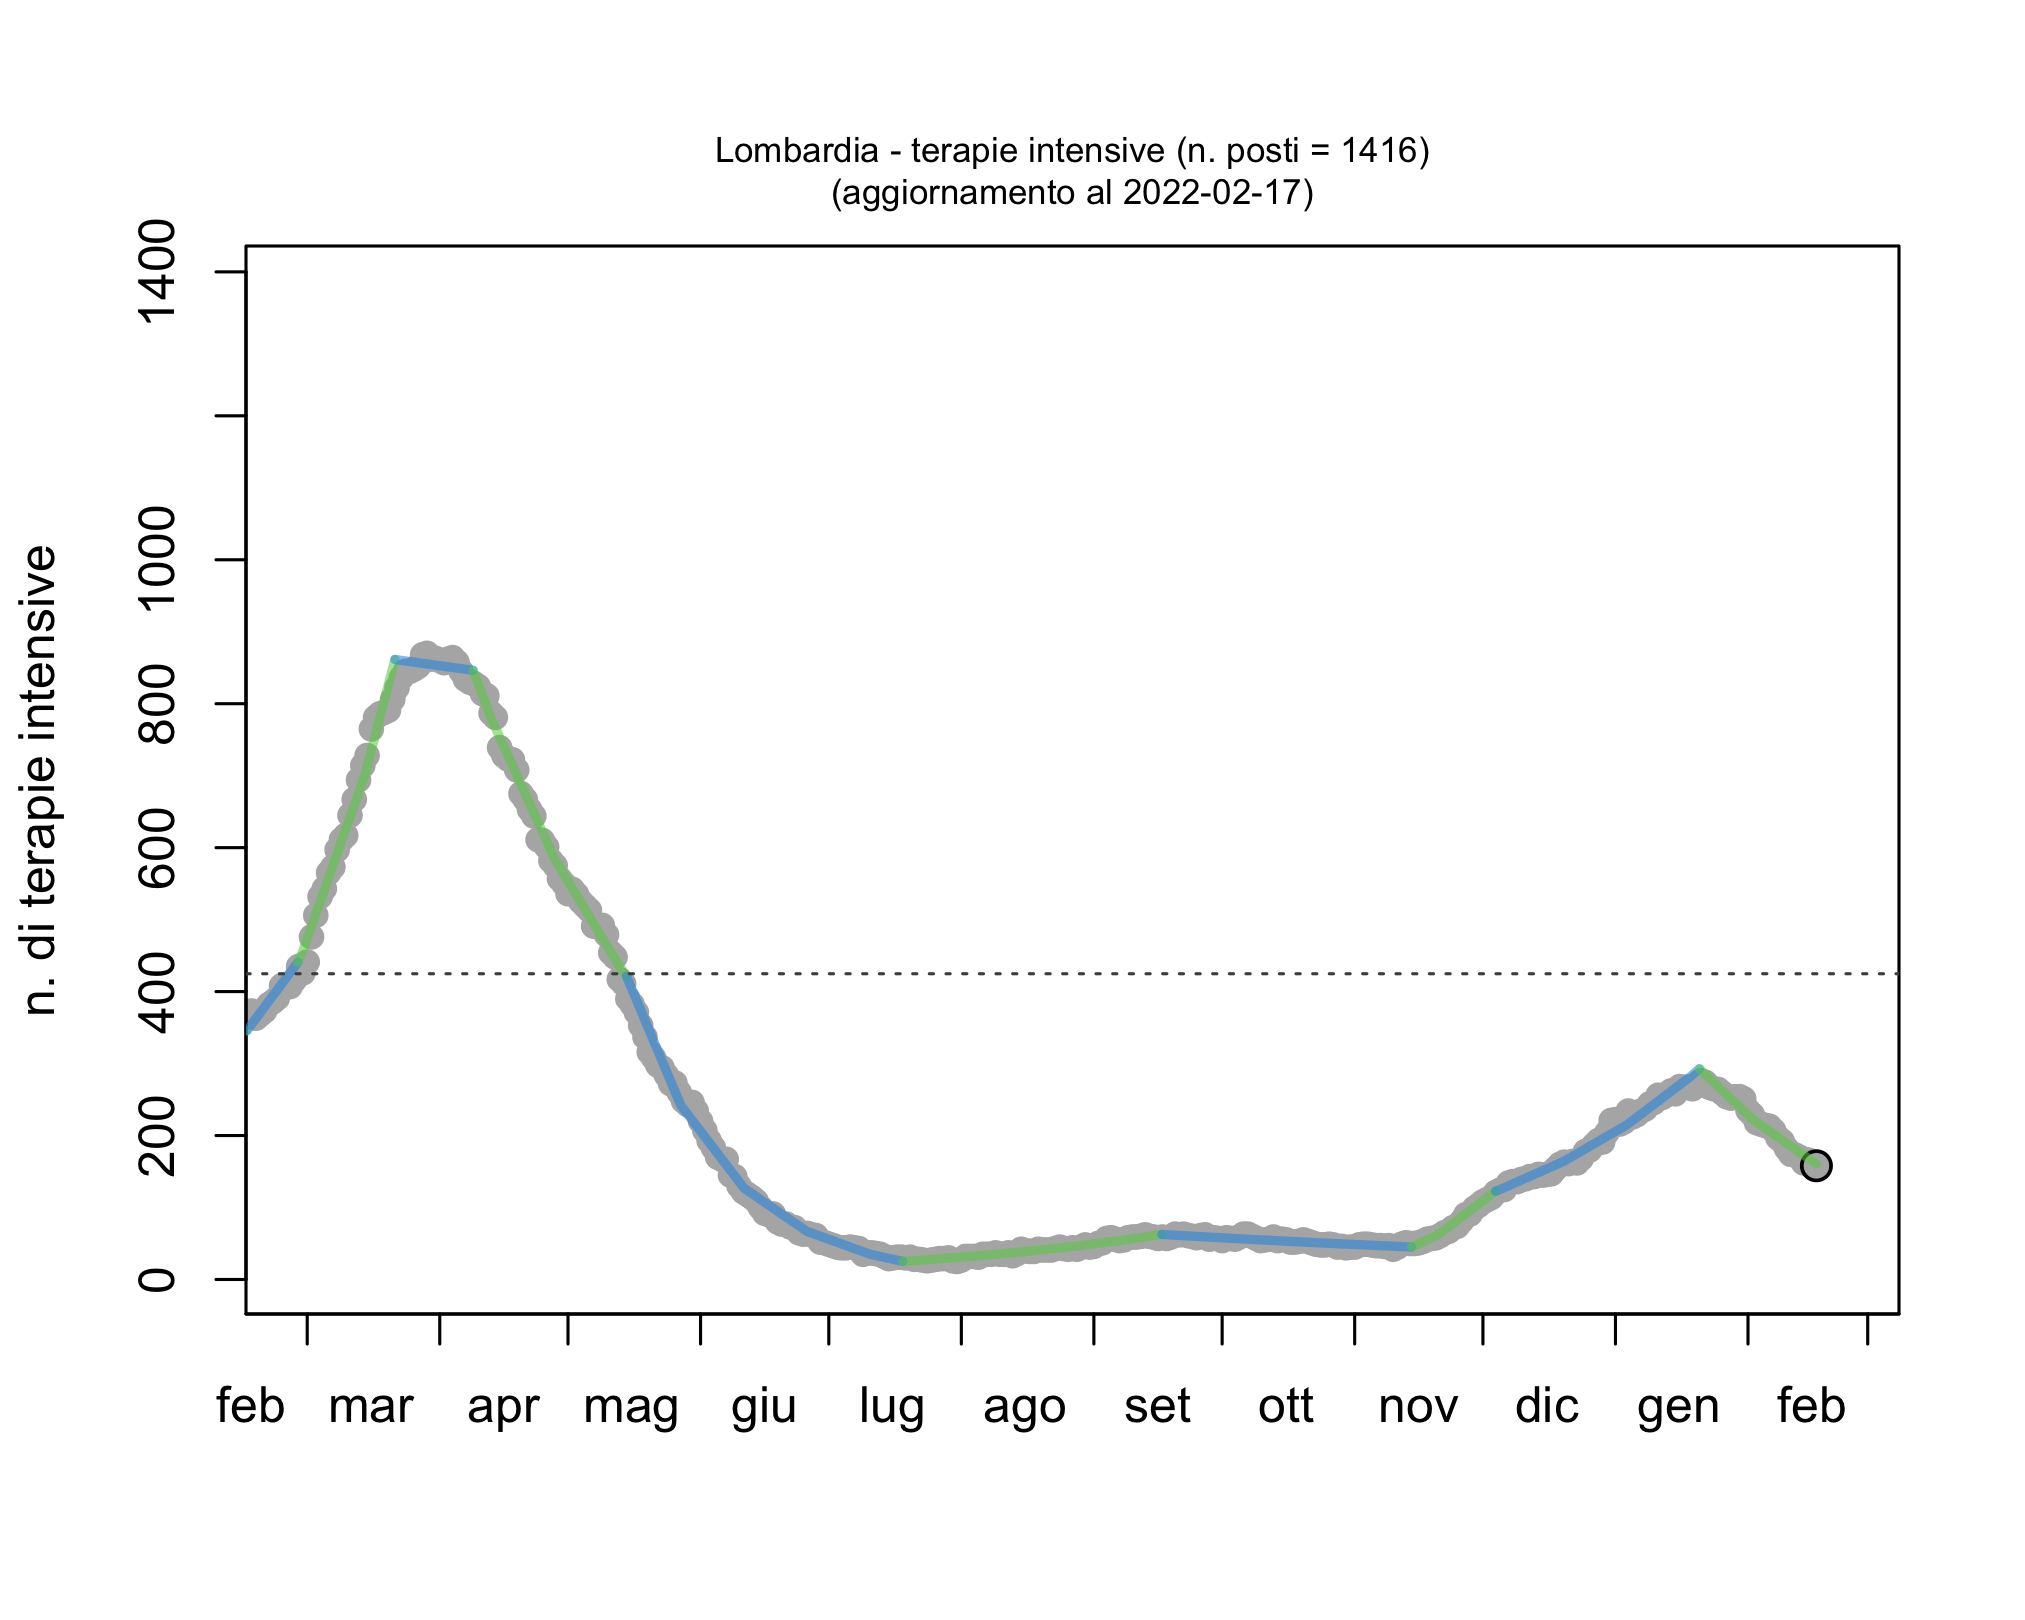 Lombardia - terapie intensive (n. posti = 1416)
(aggiornamento al 2022-02-17)
n. di terapie intensive
1400
1000
800
600
400
200
0
feb mar apr mag giu lug ago set ott nov dic gen feb